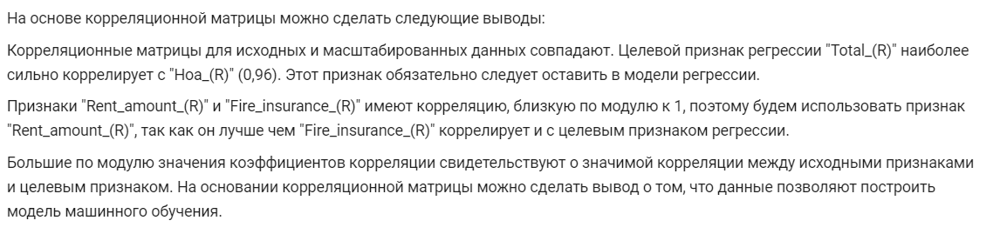 На основе корреляционной матрицы можно сделать следующие выводы:
Корреляционные матрицы для исходных и масштабированных данных совпадают. Целевой признак регрессии "Total_(R)" наиболее
сильно коррелирует с "Hoa_(R)" (0,96). Этот признак обязательно следует оставить в модели регрессии.
Признаки "Rent_amount_(R)" и "Fire_insurance_(R)" имеют корреляцию, близкую по модулю к 1, поэтому будем использовать признак
"Rent_amount_(R)", так как он лучше чем "Fire_insurance_(R)" коррелирует и с целевым признаком регрессии.
Большие по модулю значения коэффициентов корреляции свидетельствуют о значимой корреляции между исходными признаками
и целевым признаком. На основании корреляционной матрицы можно сделать вывод о том, что данные позволяют построить
модель машинного обучения.